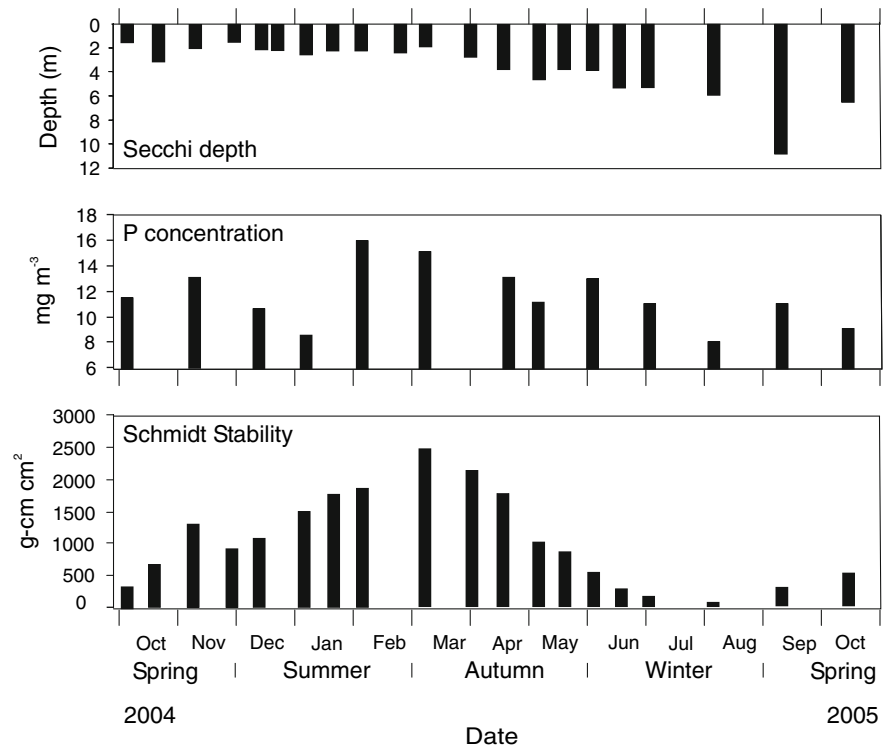 0
2
4
6
8
10
12
Depth (m)
Secchi depth
18
16
14
12
10
8
6
mg m⁻³
P concentration
3000
2500
2000
1500
1000
500
0
g-cm cm²
Schmidt Stability
Oct Nov Dec Jan Feb Mar Apr May Jun Jul Aug Sep Oct
Spring Summer Autumn Winter Spring
2004 2005
Date